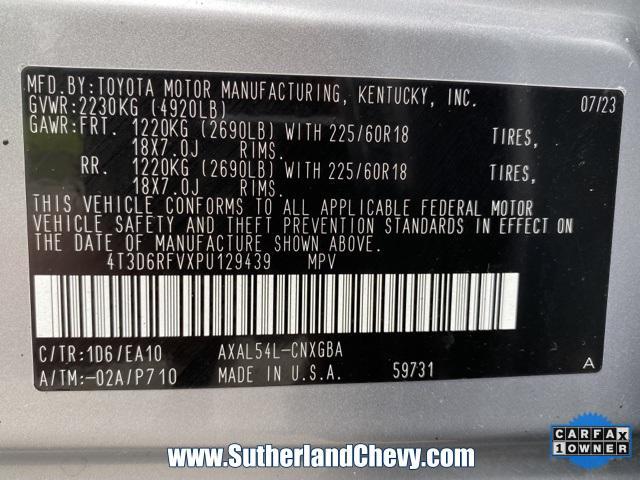 MFD.BY:TOYOTA MOTOR MANUFACTURING, KENTUCKY, INC. 07/23
GVWR:2230KG (4920LB)
GAWR:FRT. 1220KG (2690LB) WITH 225/60R18 TIRES,
18X7.0J RIMS.
RR. 1220KG (2690LB) WITH 225/60R18 TIRES,
18X7.0J RIMS.
THIS VEHICLE CONFORMS TO ALL APPLICABLE FEDERAL MOTOR
VEHICLE SAFETY AND THEFT PREVENTION STANDARDS IN EFFECT ON
THE DATE OF MANUFACTURE SHOWN ABOVE.
4T3D6RFVXPU129439 MPV
C/TR:1D6/EA10 AXAL54L-CNXGBA
A/TM:-02A/P710 MADE IN U.S.A. 59731 A
www.SutherlandChevy.com
CARFAX
1 OWNER